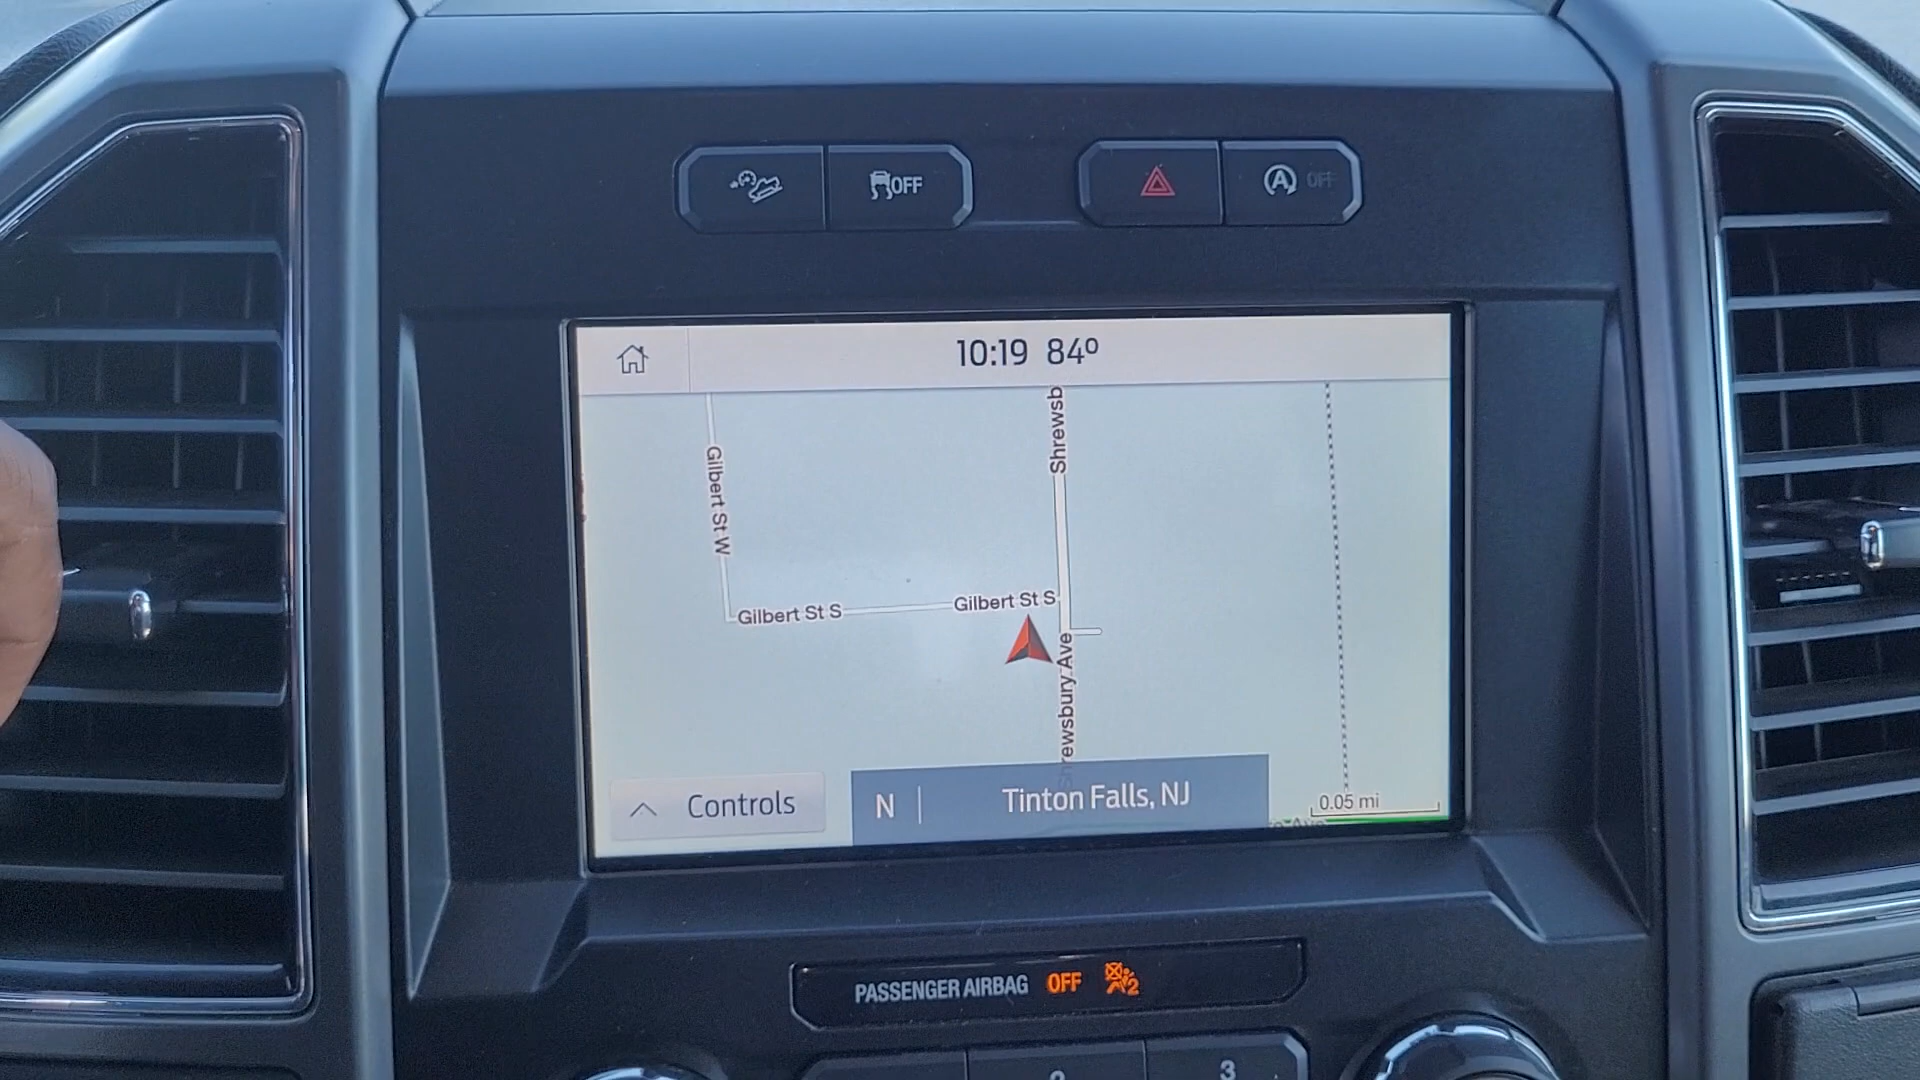 OFF
A OFF
10:19 84º
Shrewsb
Gilbert St W
Gilbert St S
Gilbert St S
rewsbury Ave
Controls
N
Tinton Falls, NJ
0.05 mi
PASSENGER AIRBAG OFF
2
3